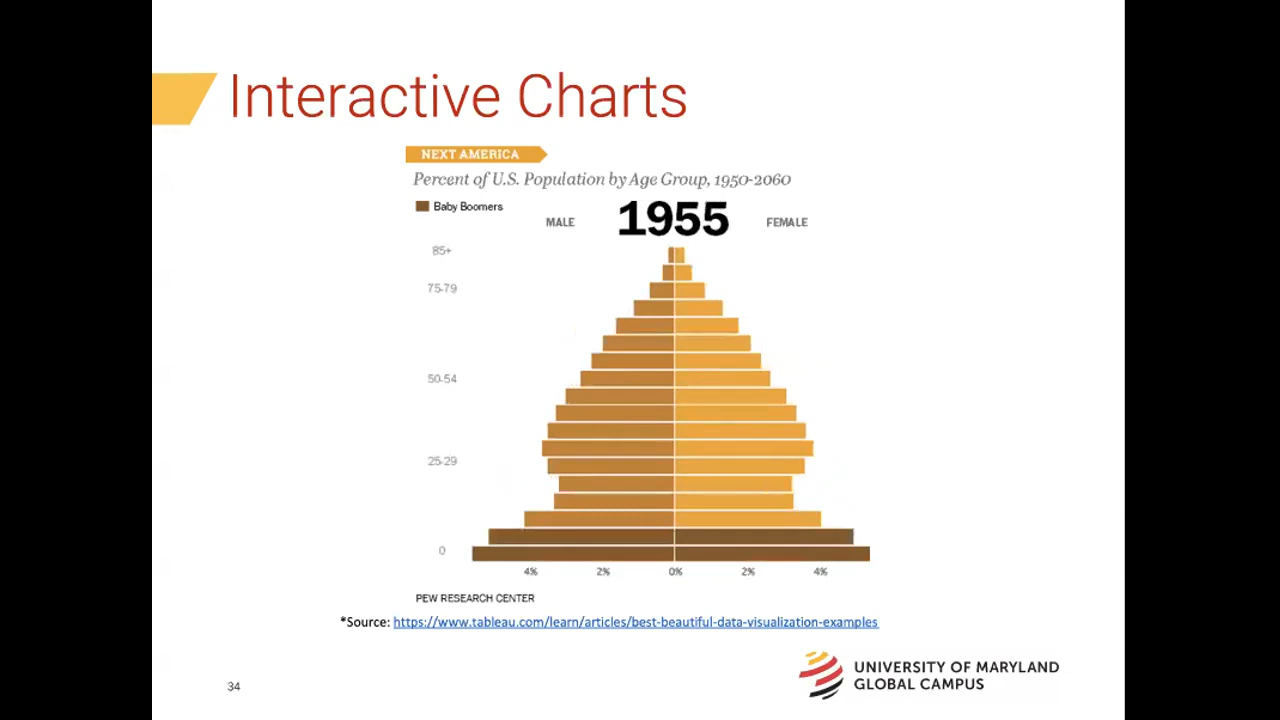 Interactive Charts
NEXT AMERICA
Percent of U.S. Population by Age Group, 1950-2060
Baby Boomers
MALE
1955
FEMALE
85+
75-79
50-54
25-29
0
4%
2%
0%
2%
4%
PEW RESEARCH CENTER
*Source: https://www.tableau.com/learn/articles/best-beautiful-data-visualization-examples
34
UNIVERSITY OF MARYLAND
GLOBAL CAMPUS